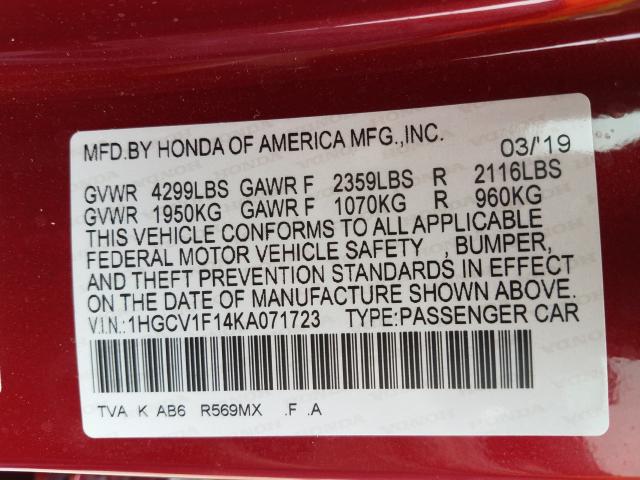 MFD.BY HONDA OF AMERICA MFG.,INC. 03/'19
GVWR 4299LBS GAWR F 2359LBS R 2116LBS
GVWR 1950KG GAWR F 1070KG R 960KG
THIS VEHICLE CONFORMS TO ALL APPLICABLE
FEDERAL MOTOR VEHICLE SAFETY , BUMPER,
AND THEFT PREVENTION STANDARDS IN EFFECT
ON THE DATE OF MANUFACTURE SHOWN ABOVE.
V.I.N.:1HGCV1F14KA071723 TYPE:PASSENGER CAR
TVA K AB6 R569MX .F .A